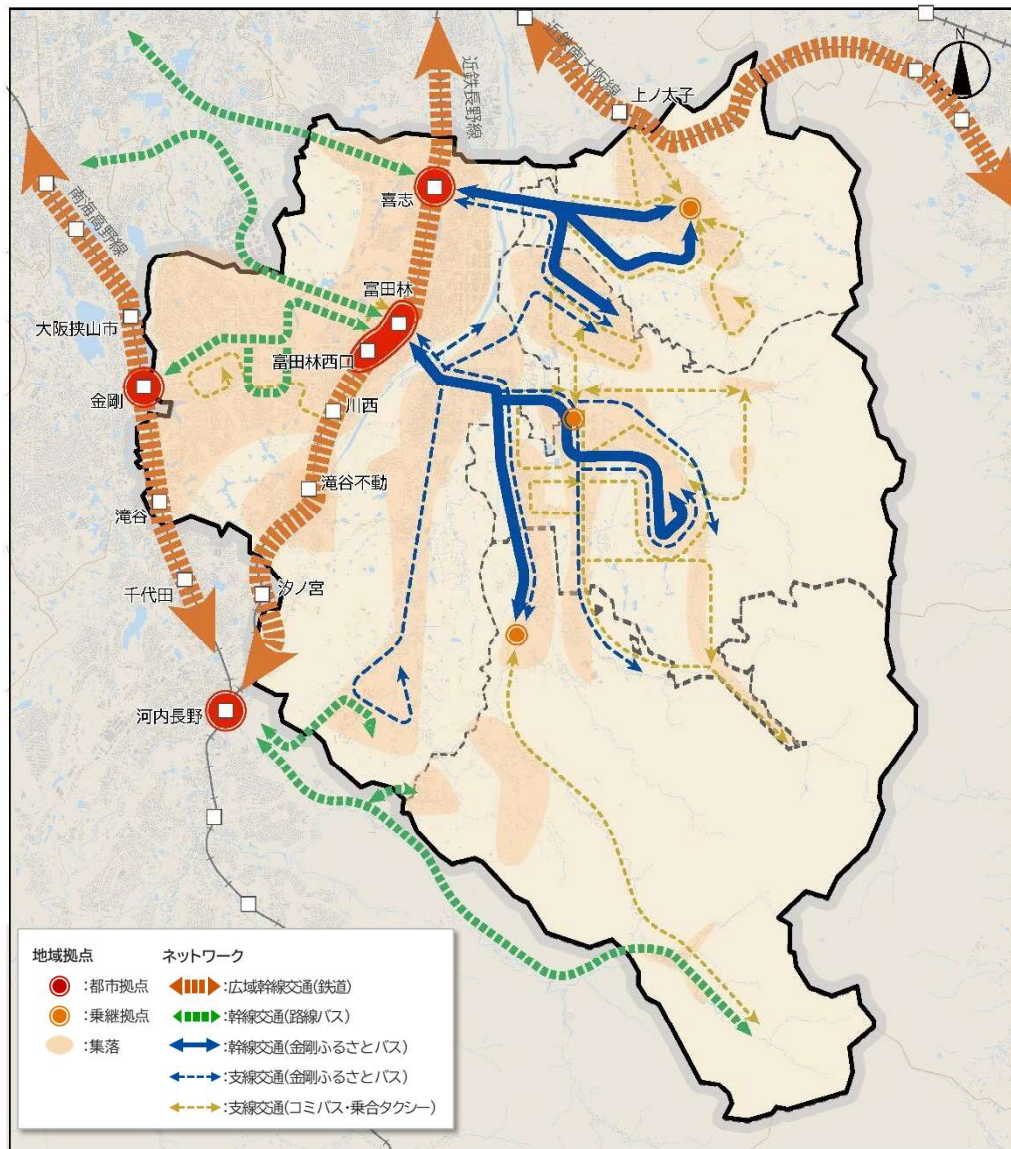 N
近鉄南大阪線
近鉄長野線
上ノ太子
喜志
南海高野線
富田林
大阪狭山市
富田林西口
金剛
川西
滝谷不動
滝谷
千代田
汐ノ宮
河内長野
地域拠点
:都市拠点
:乗継拠点
:集落
ネットワーク
:広域幹線交通(鉄道)
:幹線交通(路線バス)
:幹線交通(金剛ふるさとバス)
:支線交通(金剛ふるさとバス)
:支線交通(コミバス・乗合タクシー)